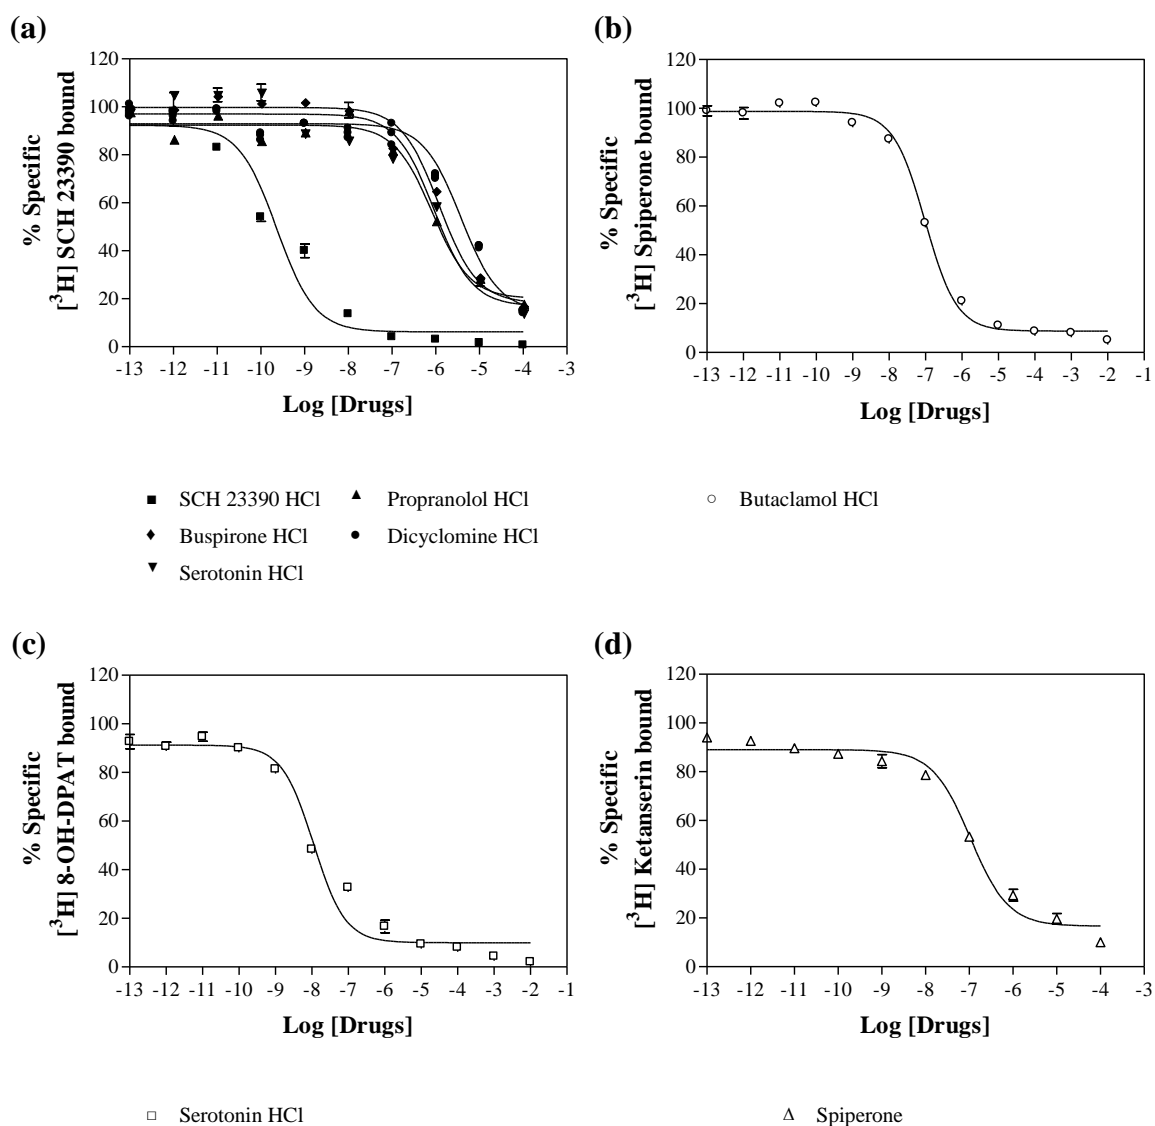 (a)
% Specific
[³H] SCH 23390 bound
120
100
80
60
40
20
0
-13 -12 -11 -10 -9 -8 -7 -6 -5 -4 -3
Log [Drugs]
SCH 23390 HCl
Propranolol HCl
Buspirone HCl
Dicyclomine HCl
Serotonin HCl
(b)
% Specific
[³H] Spiperone bound
120
100
80
60
40
20
0
-13 -12 -11 -10 -9 -8 -7 -6 -5 -4 -3 -2 -1
Log [Drugs]
Butaclamol HCl
(c)
% Specific
[³H] 8-OH-DPAT bound
120
100
80
60
40
20
0
-13 -12 -11 -10 -9 -8 -7 -6 -5 -4 -3 -2 -1
Log [Drugs]
Serotonin HCl
(d)
% Specific
[³H] Ketanserin bound
120
100
80
60
40
20
0
-13 -12 -11 -10 -9 -8 -7 -6 -5 -4 -3
Log [Drugs]
Spiperone